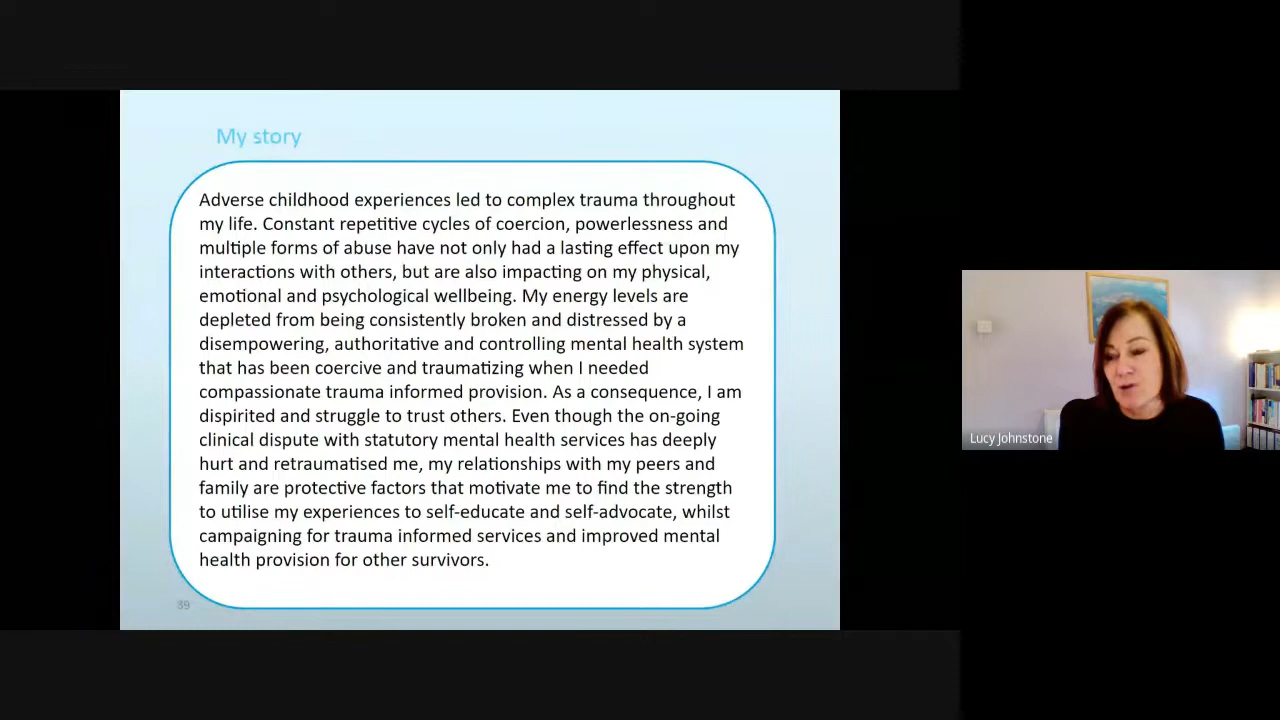 My story
Adverse childhood experiences led to complex trauma throughout
my life. Constant repetitive cycles of coercion, powerlessness and
multiple forms of abuse have not only had a lasting effect upon my
interactions with others, but are also impacting on my physical,
emotional and psychological wellbeing. My energy levels are
depleted from being consistently broken and distressed by a
disempowering, authoritative and controlling mental health system
that has been coercive and traumatizing when I needed
compassionate trauma informed provision. As a consequence, I am
dispirited and struggle to trust others. Even though the on-going
clinical dispute with statutory mental health services has deeply
hurt and retraumatised me, my relationships with my peers and
family are protective factors that motivate me to find the strength
to utilise my experiences to self-educate and self-advocate, whilst
campaigning for trauma informed services and improved mental
health provision for other survivors.
39
Lucy Johnstone